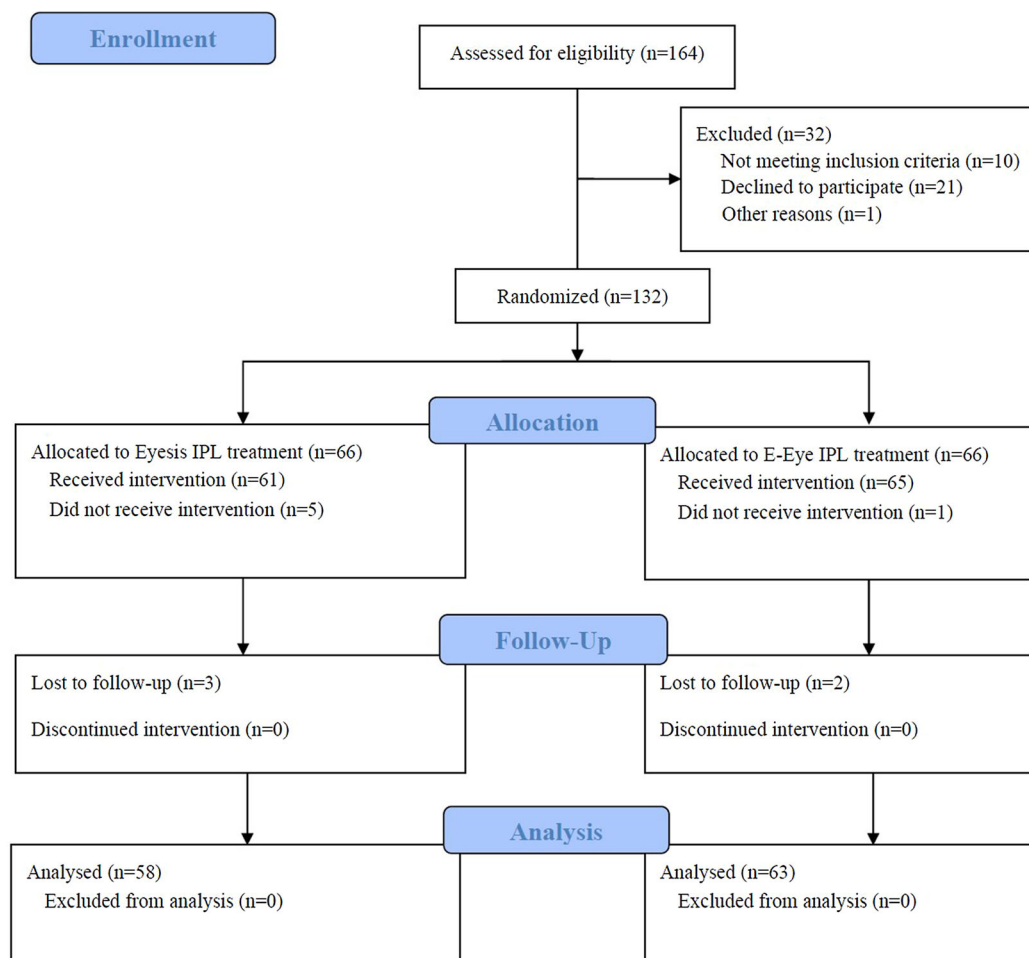 Enrollment
Assessed for eligibility (n=164)
Excluded (n=32)
Not meeting inclusion criteria (n=10)
Declined to participate (n=21)
Other reasons (n=1)
Randomized (n=132)
Allocation
Allocated to Eyesis IPL treatment (n=66)
Received intervention (n=61)
Did not receive intervention (n=5)
Allocated to E-Eye IPL treatment (n=66)
Received intervention (n=65)
Did not receive intervention (n=1)
Follow-Up
Lost to follow-up (n=3)
Discontinued intervention (n=0)
Lost to follow-up (n=2)
Discontinued intervention (n=0)
Analysis
Analysed (n=58)
Excluded from analysis (n=0)
Analysed (n=63)
Excluded from analysis (n=0)